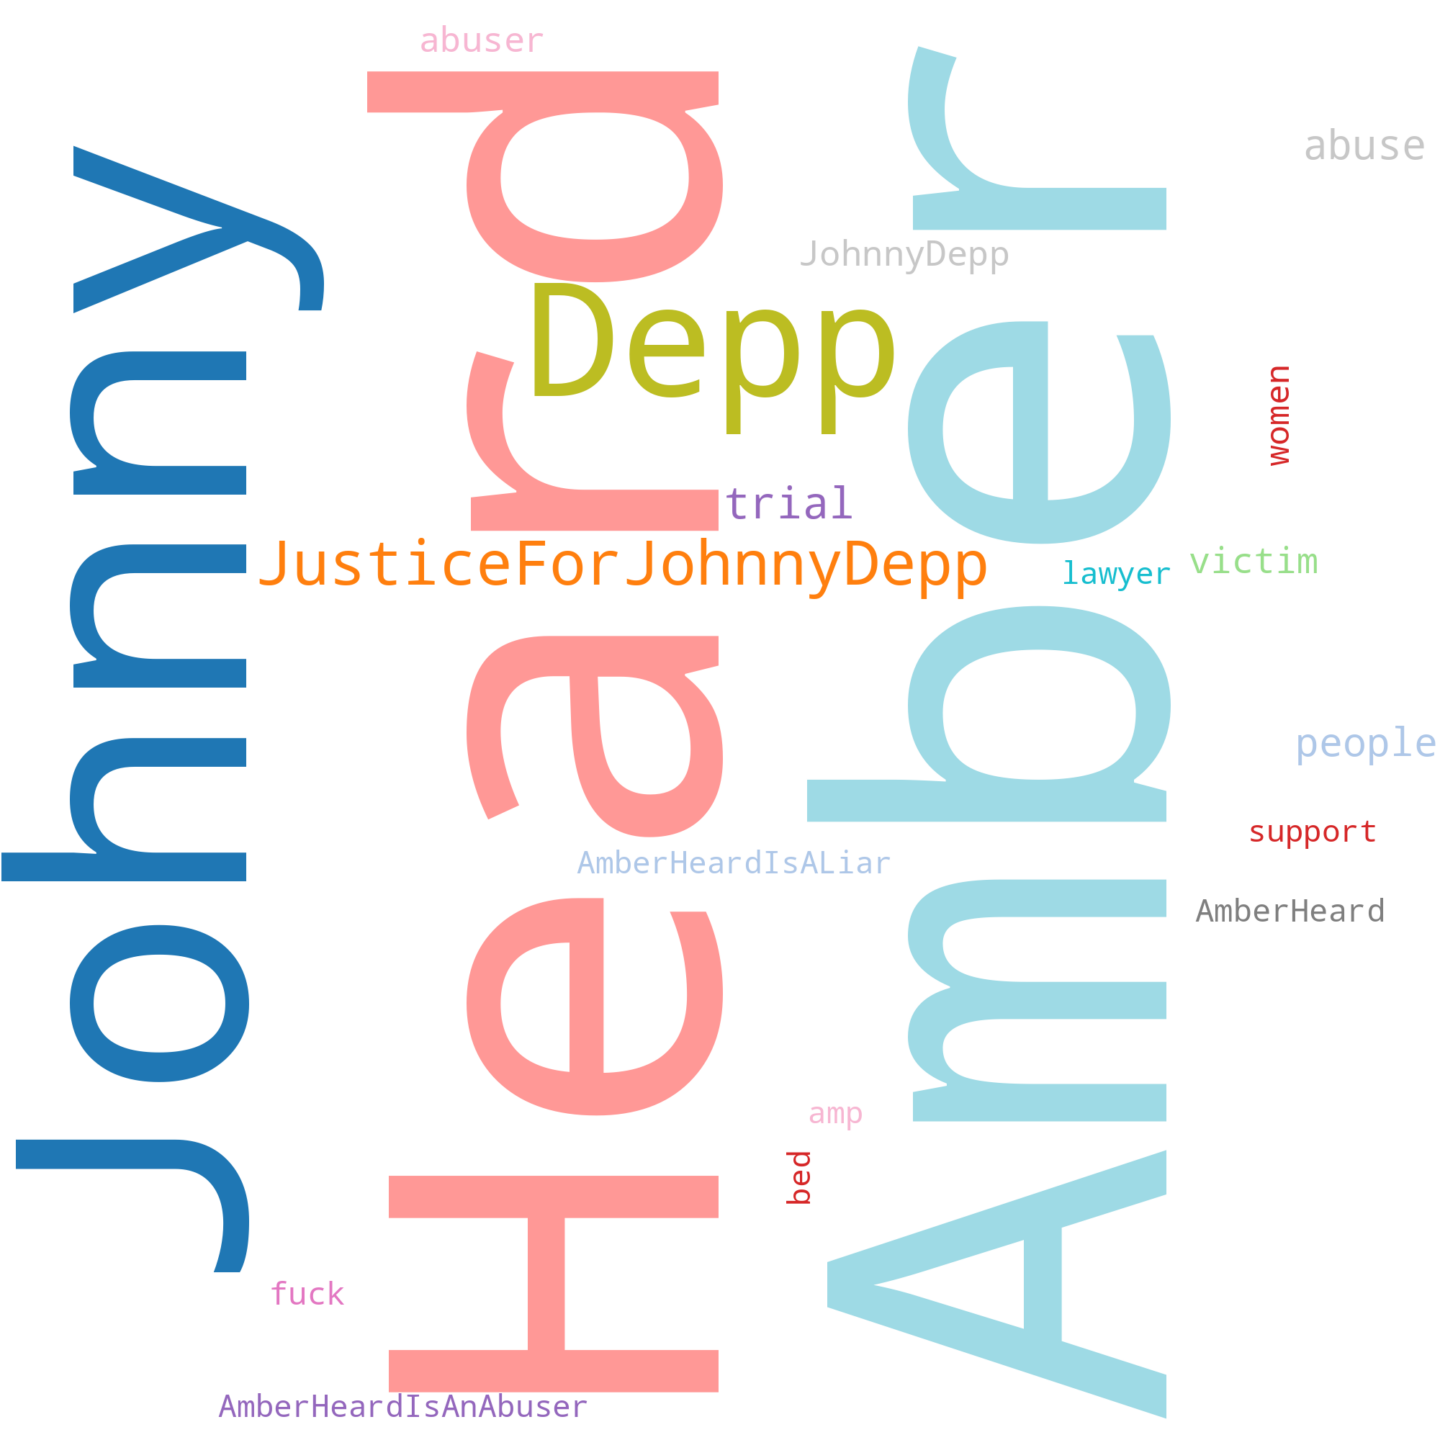 abuser
Johnny
Heard
Amber
abuse
JohnnyDepp
Depp
women
trial
JusticeForJohnnyDepp
lawyer
victim
people
support
AmberHeardIsALiar
AmberHeard
amp
bed
fuck
AmberHeardIsAnAbuser